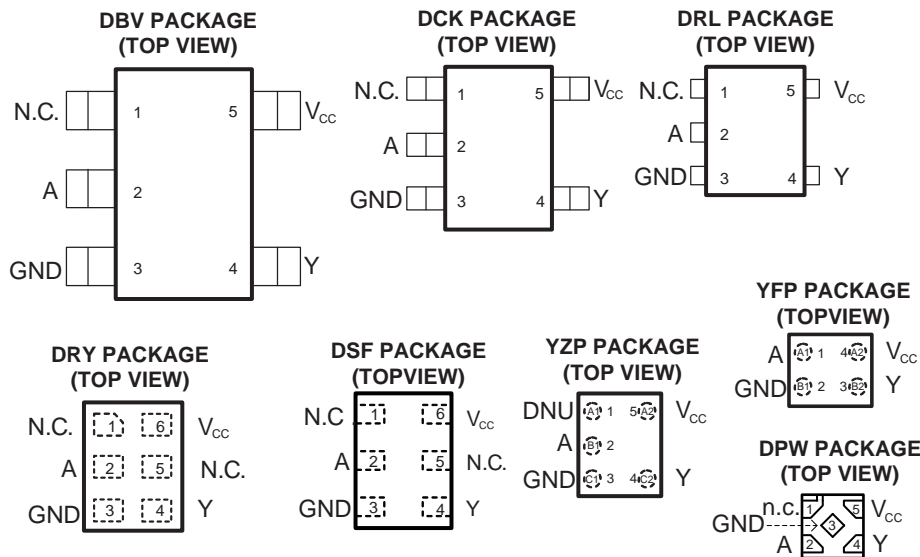 DBV PACKAGE
(TOP VIEW)
N.C. 1 5 VCC
A 2
GND 3 4 Y
DCK PACKAGE
(TOP VIEW)
N.C. 1 5 VCC
A 2
GND 3 4 Y
DRL PACKAGE
(TOP VIEW)
N.C. 1 5 VCC
A 2
GND 3 4 Y
DRY PACKAGE
(TOP VIEW)
N.C. 1 6 VCC
A 2 5 N.C.
GND 3 4 Y
DSF PACKAGE
(TOPVIEW)
N.C 1 6 VCC
A 2 5 N.C.
GND 3 4 Y
YZP PACKAGE
(TOP VIEW)
DNU A1 1 5 A2 VCC
A B1 2
GND C1 3 4 C2 Y
YFP PACKAGE
(TOPVIEW)
A A1 1 4 A2 VCC
GND B1 2 3 B2 Y
DPW PACKAGE
(TOP VIEW)
n.c. 1 5 VCC
GND 3
A 2 4 Y